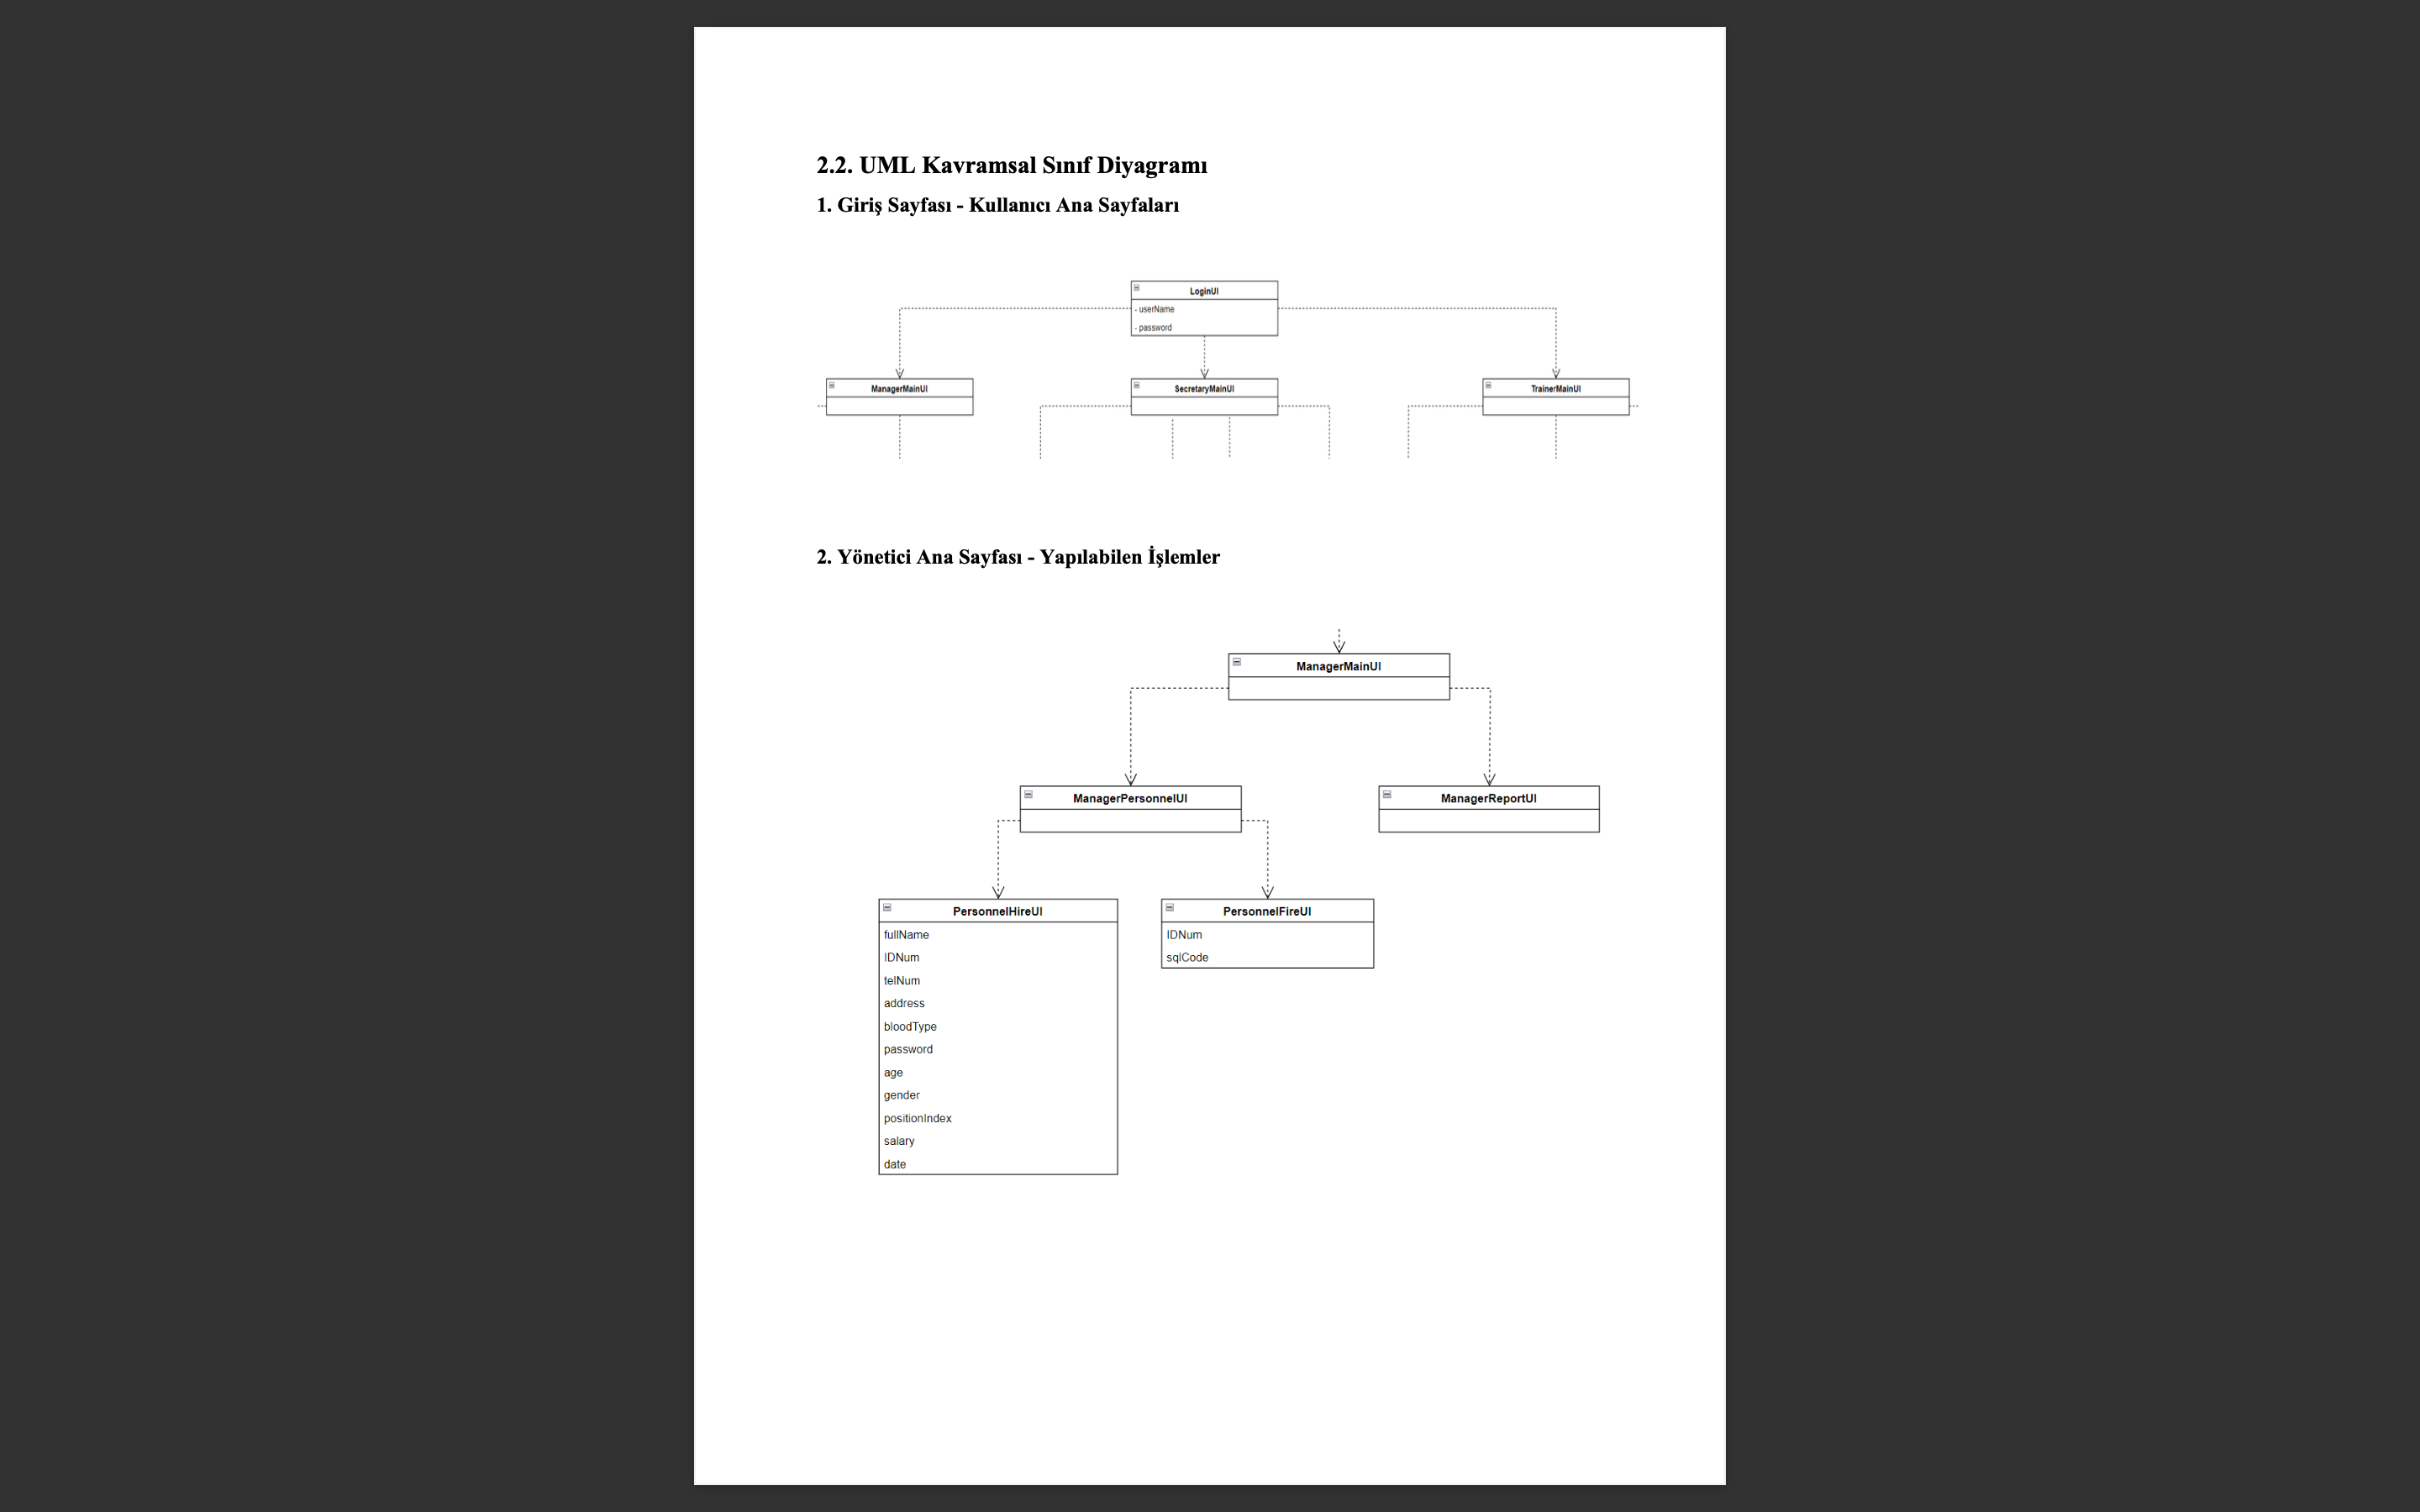 2.2. UML Kavramsal Sınıf Diyagramı
1. Giriş Sayfası - Kullanıcı Ana Sayfaları
LoginUI
- userName
- password
ManagerMainUI
SecretaryMainUI
TrainerMainUI
2. Yönetici Ana Sayfası - Yapılabilen İşlemler
ManagerMainUI
ManagerPersonnelUI
ManagerReportUI
PersonnelHireUI
fullName
IDNum
telNum
address
bloodType
password
age
gender
positionIndex
salary
date
PersonnelFireUI
IDNum
sqlCode